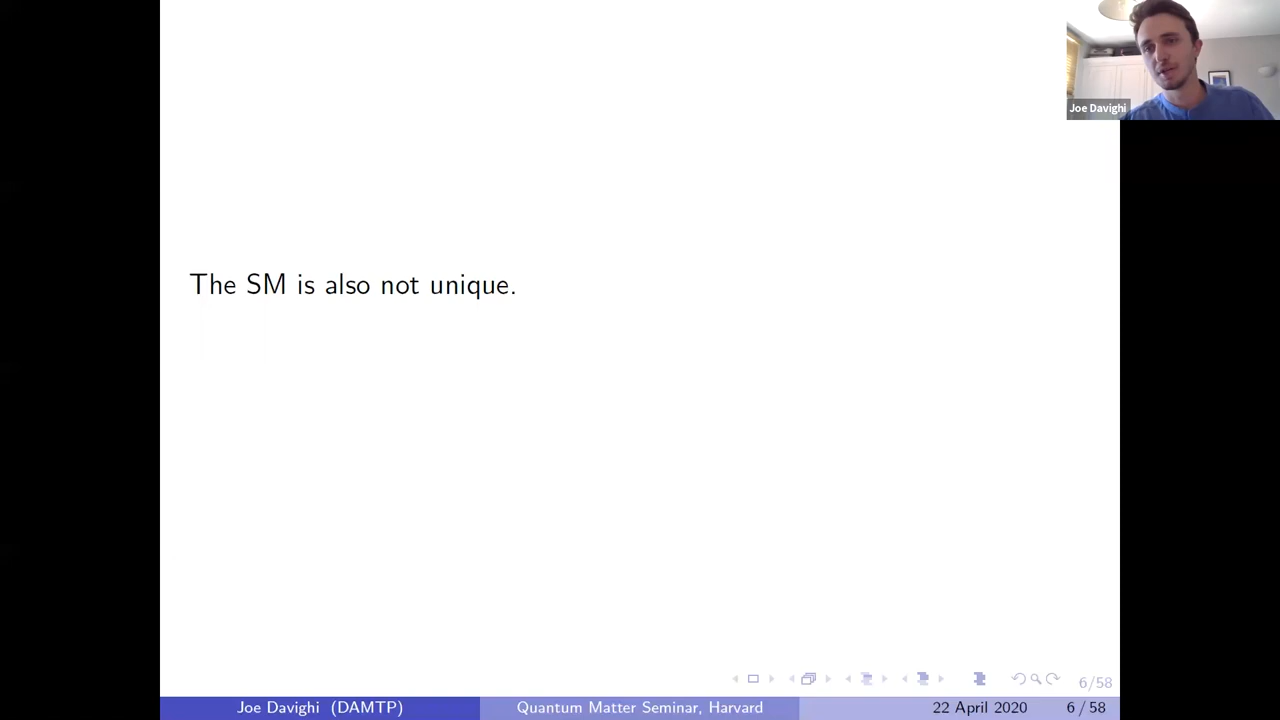 Joe Davighi
The SM is also not unique.
6/58
Joe Davighi (DAMTP)
Quantum Matter Seminar, Harvard
22 April 2020
6 / 58